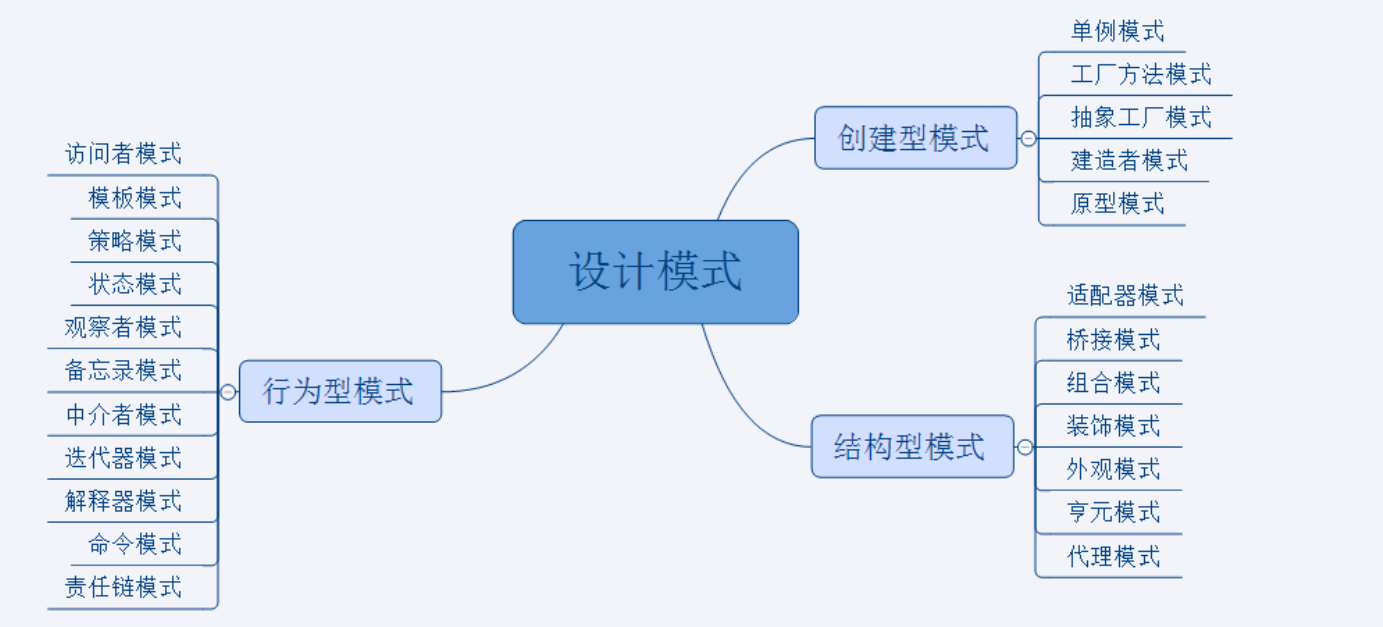 设计模式
创建型模式
单例模式
工厂方法模式
抽象工厂模式
建造者模式
原型模式
结构型模式
适配器模式
桥接模式
组合模式
装饰模式
外观模式
亨元模式
代理模式
行为型模式
访问者模式
模板模式
策略模式
状态模式
观察者模式
备忘录模式
中介者模式
迭代器模式
解释器模式
命令模式
责任链模式